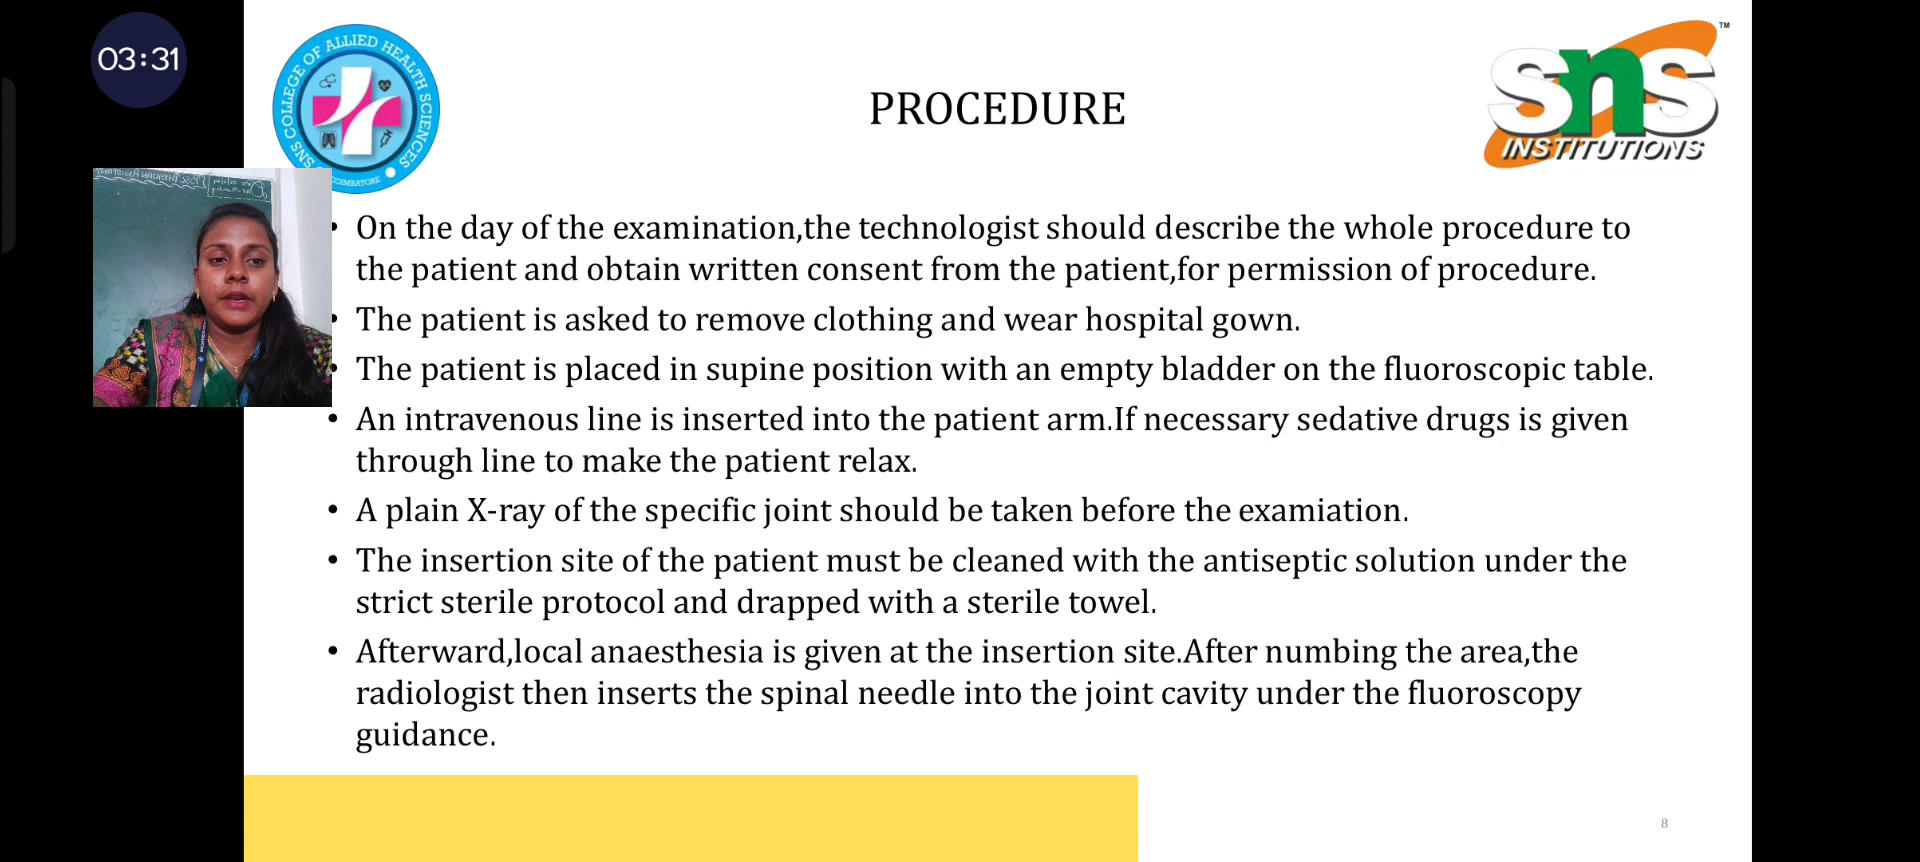 03:31
SNS COLLEGE OF ALLIED HEALTH SCIENCES
COIMBATORE
PROCEDURE
sns
INSTITUTIONS
TM
• On the day of the examination,the technologist should describe the whole procedure to
the patient and obtain written consent from the patient,for permission of procedure.
• The patient is asked to remove clothing and wear hospital gown.
• The patient is placed in supine position with an empty bladder on the fluoroscopic table.
• An intravenous line is inserted into the patient arm.If necessary sedative drugs is given
through line to make the patient relax.
• A plain X-ray of the specific joint should be taken before the examiation.
• The insertion site of the patient must be cleaned with the antiseptic solution under the
strict sterile protocol and drapped with a sterile towel.
• Afterward,local anaesthesia is given at the insertion site.After numbing the area,the
radiologist then inserts the spinal needle into the joint cavity under the fluoroscopy
guidance.
8